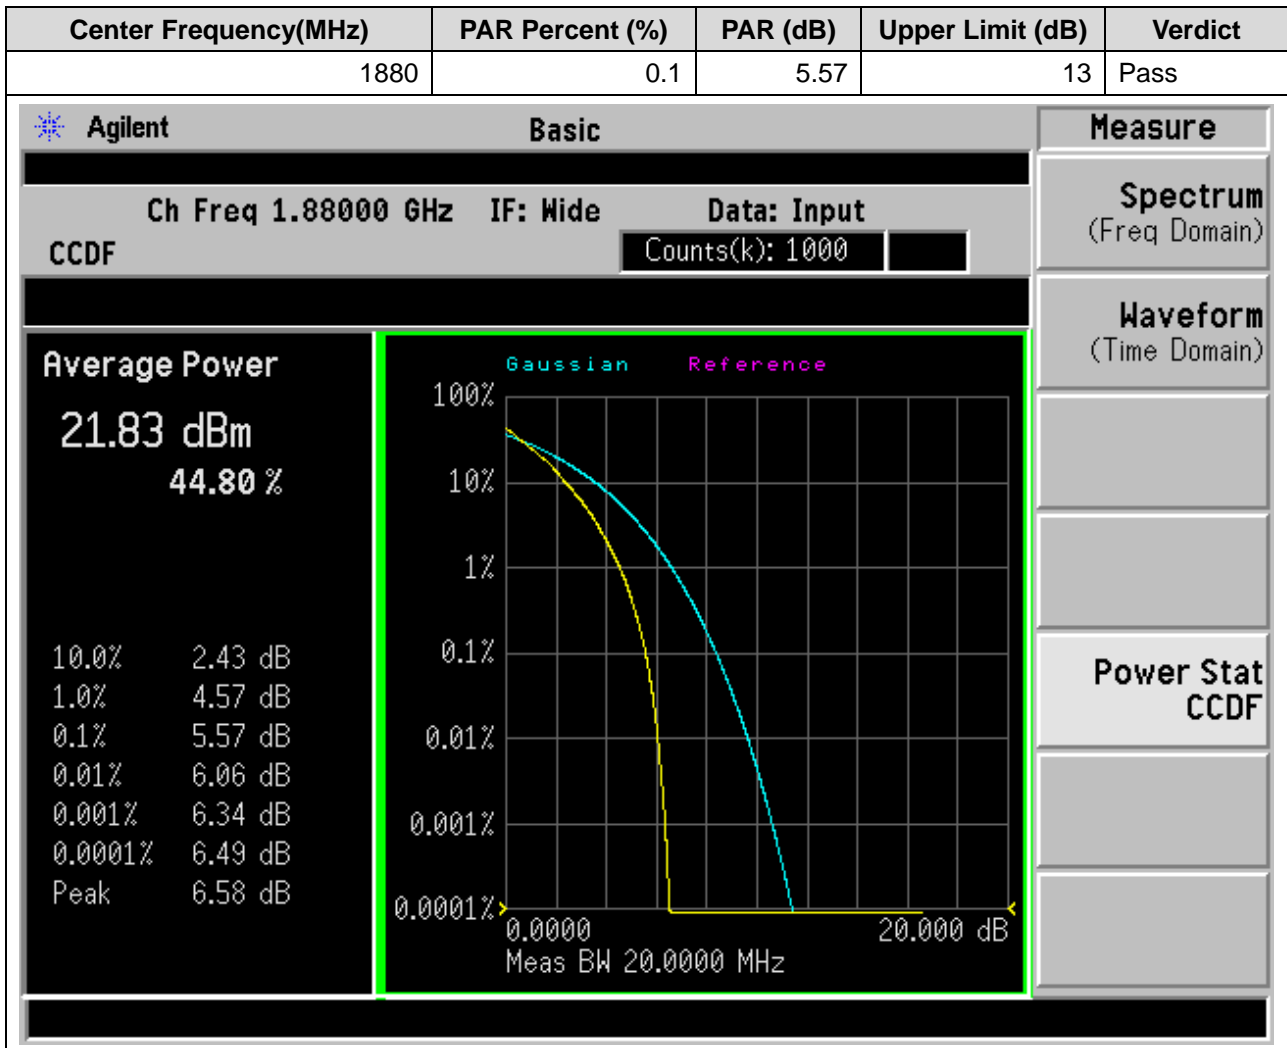 Center Frequency(MHz) PAR Percent (%) PAR (dB) Upper Limit (dB) Verdict
1880 0.1 5.57 13 Pass
Agilent Basic Measure
Ch Freq 1.88000 GHz IF: Wide Data: Input
CCDF Counts(k): 1000
Spectrum
(Freq Domain)
Waveform
(Time Domain)
Power Stat
CCDF
Average Power
21.83 dBm
44.80 %
10.0% 2.43 dB
1.0% 4.57 dB
0.1% 5.57 dB
0.01% 6.06 dB
0.001% 6.34 dB
0.0001% 6.49 dB
Peak 6.58 dB
Gaussian Reference
100%
10%
1%
0.1%
0.01%
0.001%
0.0001%
0.0000 20.000 dB
Meas BW 20.0000 MHz